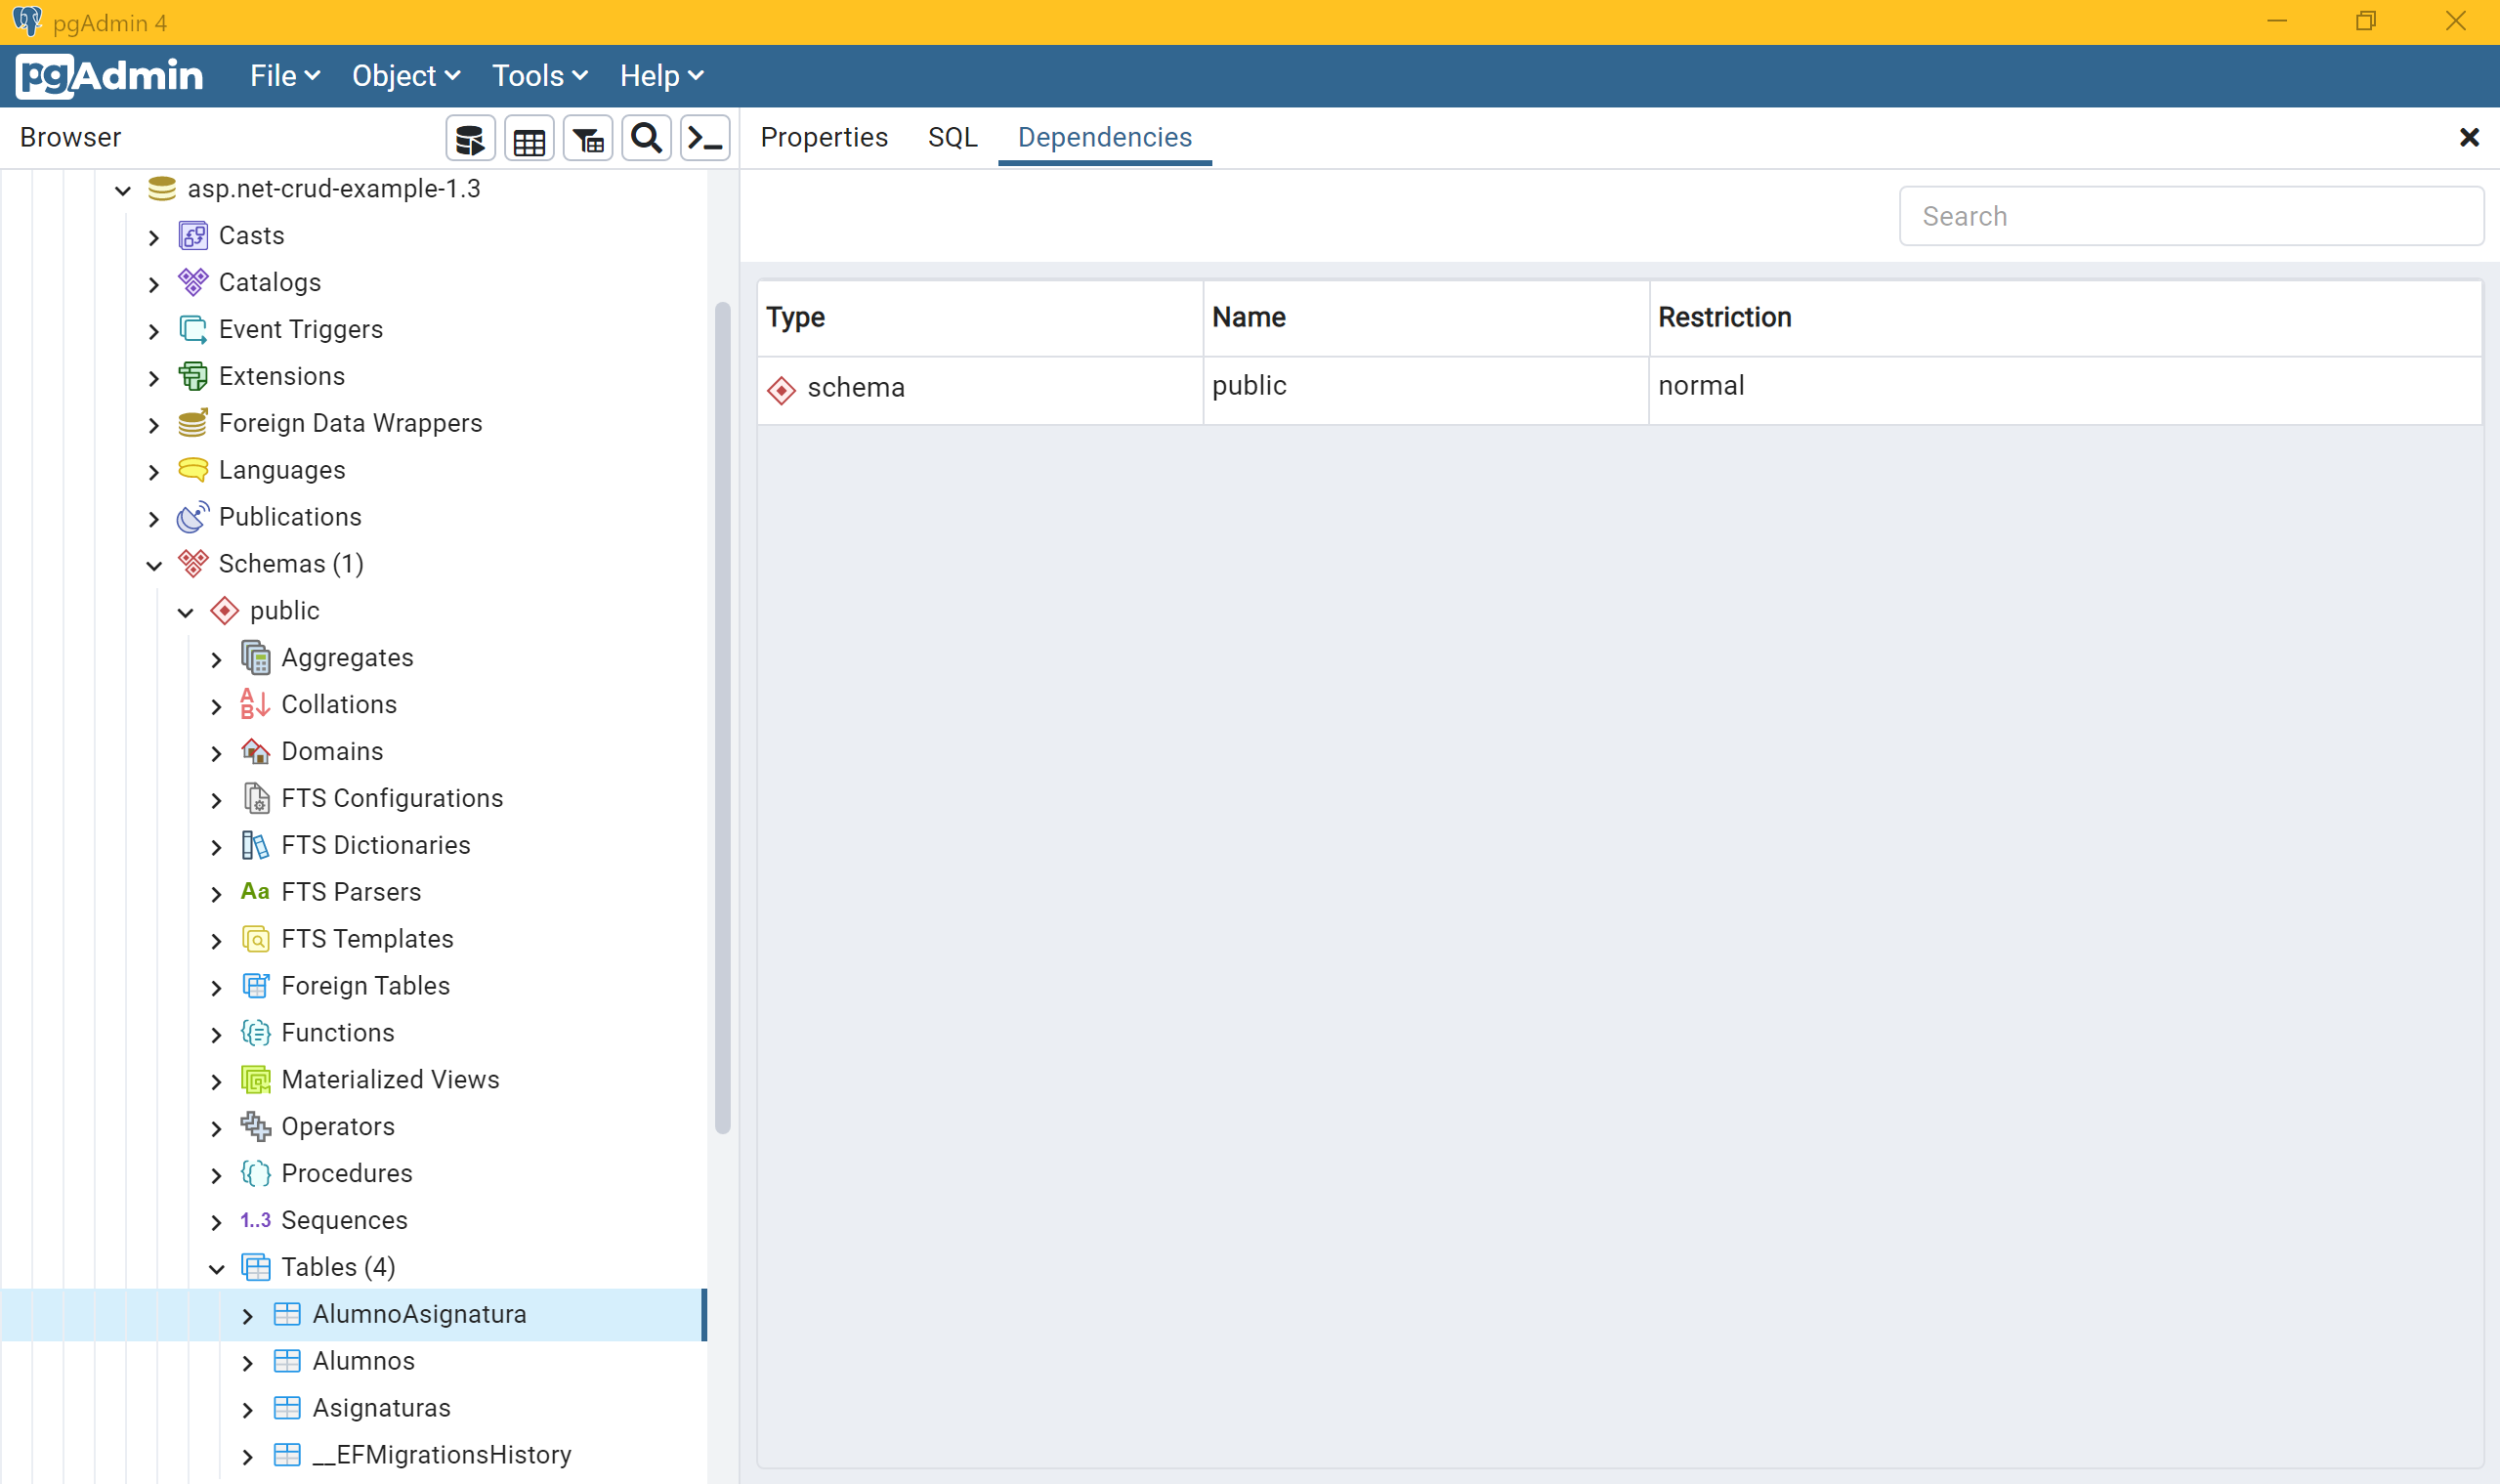 pgAdmin 4
pgAdmin File Object Tools Help
Browser
Properties SQL Dependencies
Search
Type Name Restriction
schema public normal
asp.net-crud-example-1.3
Casts
Catalogs
Event Triggers
Extensions
Foreign Data Wrappers
Languages
Publications
Schemas (1)
public
Aggregates
Collations
Domains
FTS Configurations
FTS Dictionaries
Aa FTS Parsers
FTS Templates
Foreign Tables
Functions
Materialized Views
Operators
Procedures
1..3 Sequences
Tables (4)
AlumnoAsignatura
Alumnos
Asignaturas
__EFMigrationsHistory